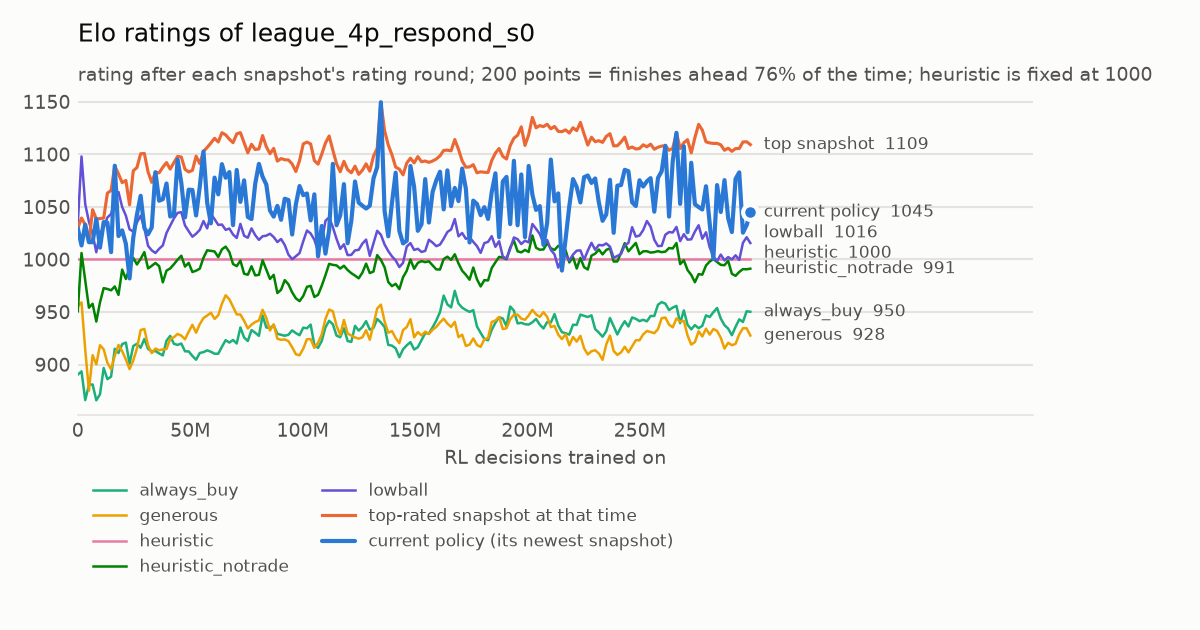 Elo ratings of league_4p_respond_s0
rating after each snapshot's rating round; 200 points = finishes ahead 76% of the time; heuristic is fixed at 1000
1150
1100
1050
1000
950
900
top snapshot 1109
current policy 1045
lowball 1016
heuristic 1000
heuristic_notrade 991
always_buy 950
generous 928
0 50M 100M 150M 200M 250M
RL decisions trained on
always_buy
generous
heuristic
heuristic_notrade
lowball
top-rated snapshot at that time
current policy (its newest snapshot)